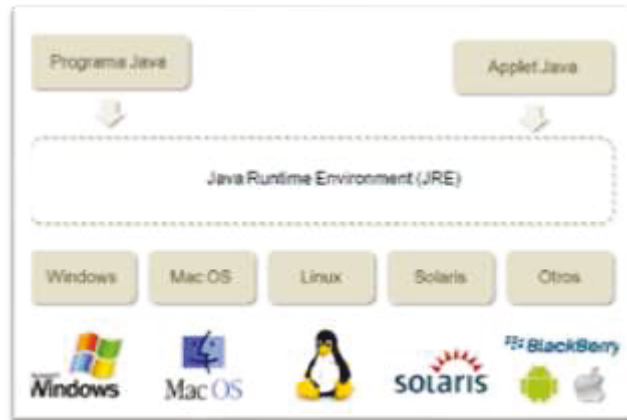 Programa Java
Applet Java
Java Runtime Environment (JRE)
Windows
Mac OS
Linux
Solaris
Otros
Windows
Mac OS
solaris
BlackBerry